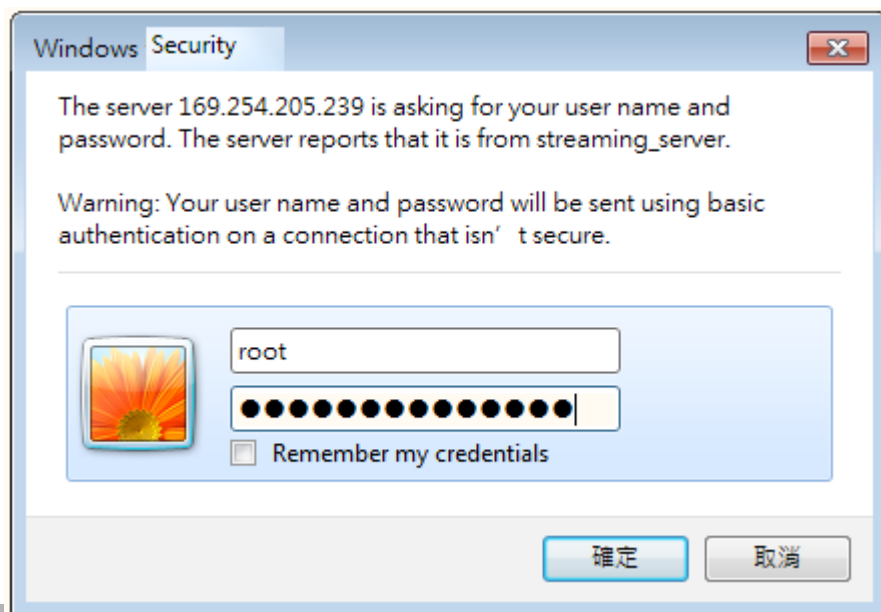 Windows Security
The server 169.254.205.239 is asking for your user name and
password. The server reports that it is from streaming_server.
Warning: Your user name and password will be sent using basic
authentication on a connection that isn’t secure.
root
●●●●●●●●●●●●●●
Remember my credentials
確定 取消